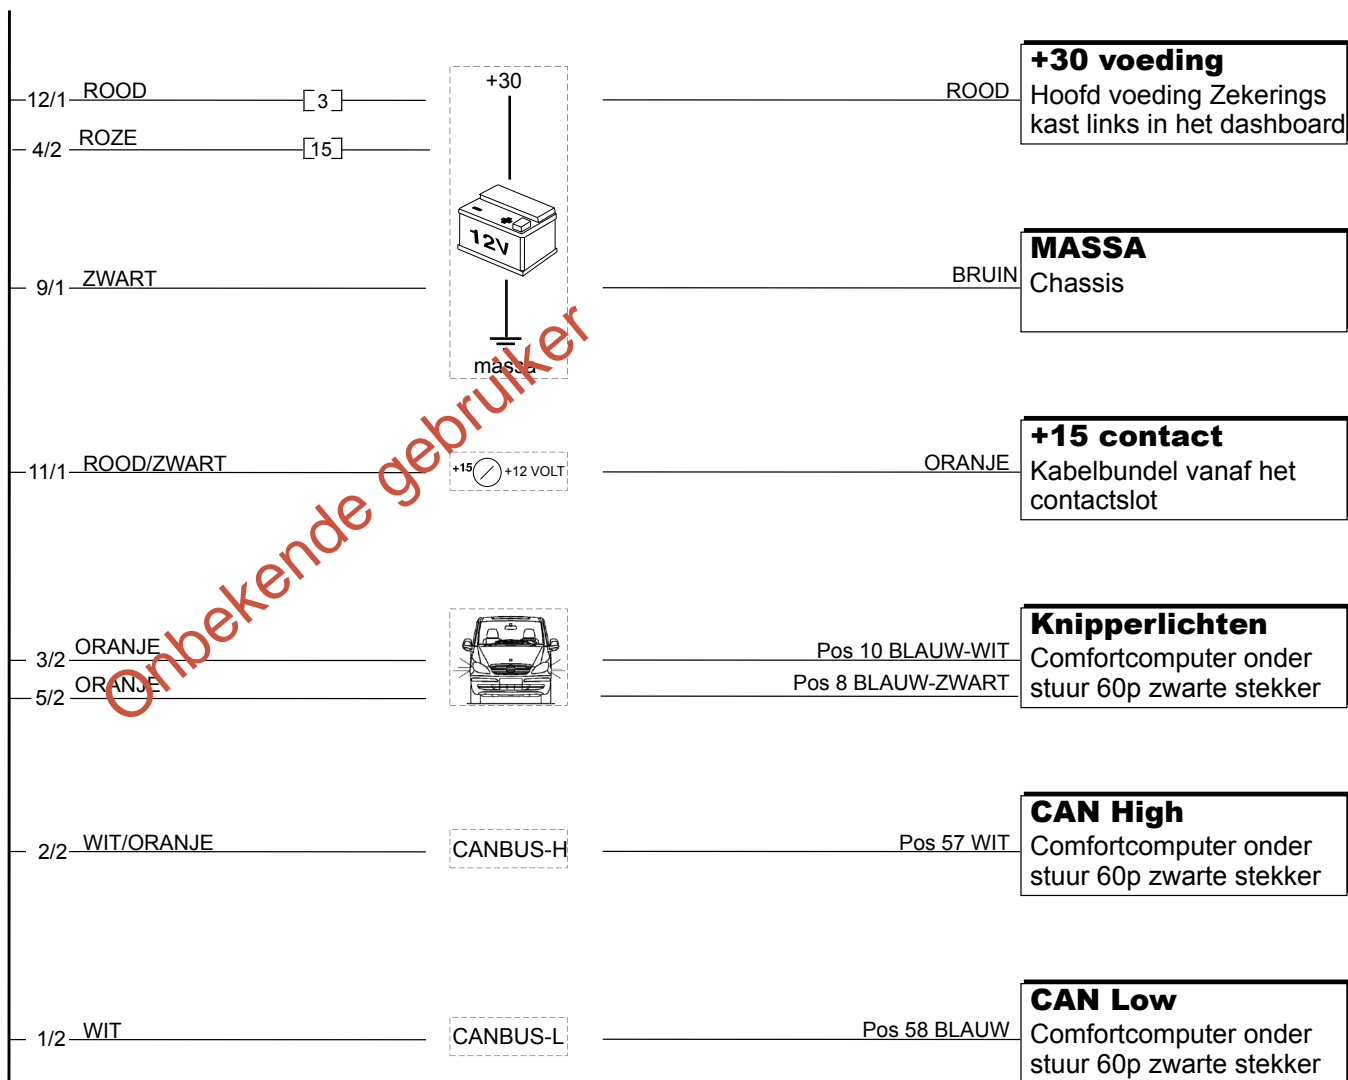 12/1 ROOD [3] +30 ROOD
+30 voeding
Hoofd voeding Zekerings
kast links in het dashboard
4/2 ROZE [15]
12V
9/1 ZWART BRUIN
MASSA
Chassis
massa
11/1 ROOD/ZWART +15 +12 VOLT ORANJE
+15 contact
Kabelbundel vanaf het
contactslot
Onbekende gebruiker
3/2 ORANJE Pos 10 BLAUW-WIT
5/2 ORANJE Pos 8 BLAUW-ZWART
Knipperlichten
Comfortcomputer onder
stuur 60p zwarte stekker
2/2 WIT/ORANJE CANBUS-H Pos 57 WIT
CAN High
Comfortcomputer onder
stuur 60p zwarte stekker
1/2 WIT CANBUS-L Pos 58 BLAUW
CAN Low
Comfortcomputer onder
stuur 60p zwarte stekker